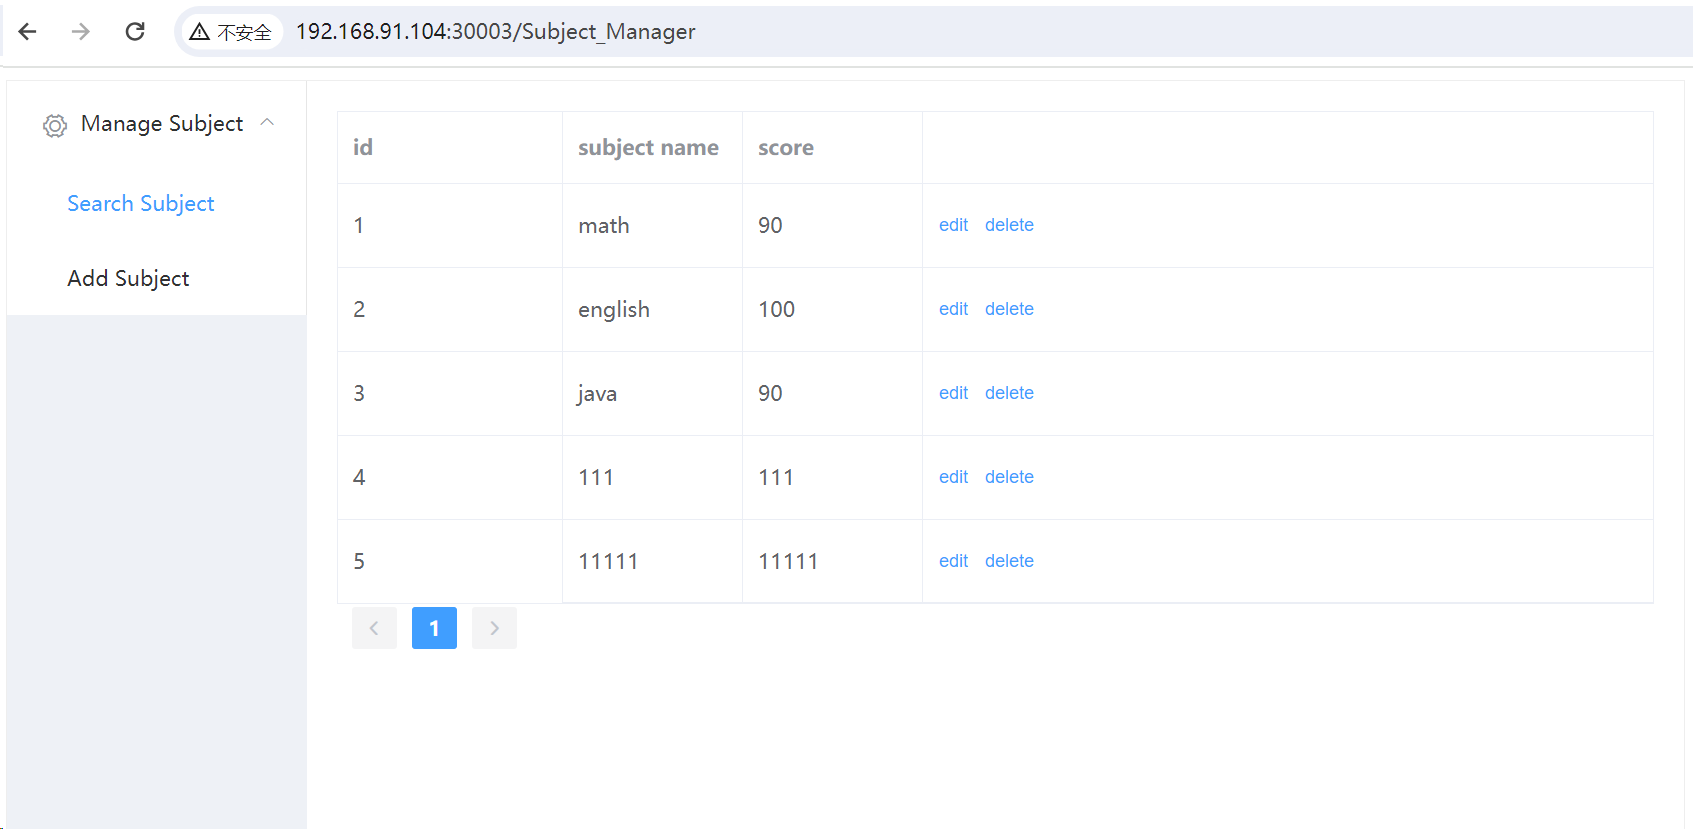 不安全 192.168.91.104:30003/Subject_Manager
Manage Subject
Search Subject
Add Subject
id subject name score
1 math 90 edit delete
2 english 100 edit delete
3 java 90 edit delete
4 111 111 edit delete
5 11111 11111 edit delete
1